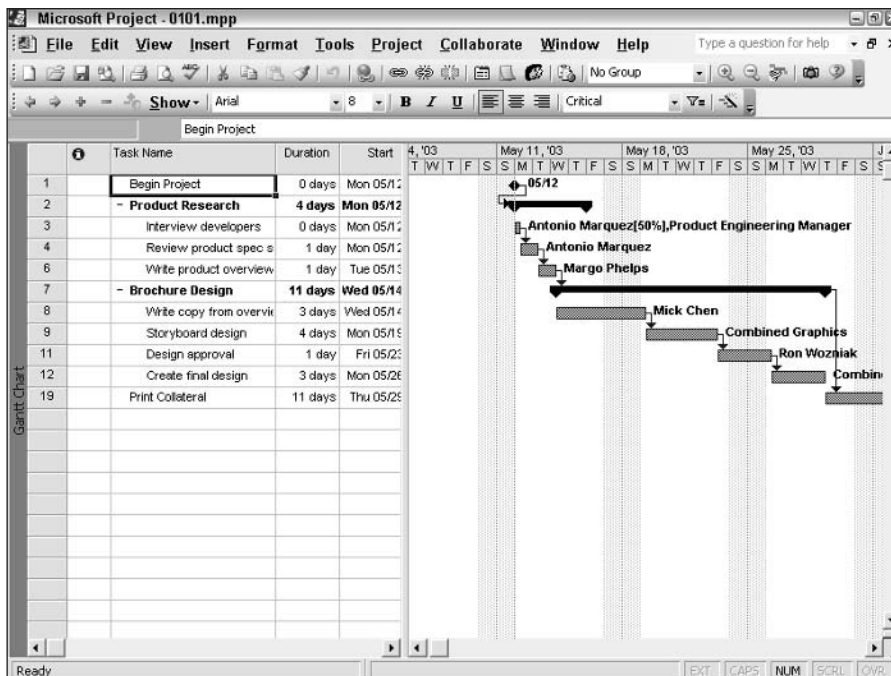 Microsoft Project - 0101.mpp
File Edit View Insert Format Tools Project Collaborate Window Help Type a question for help
No Group
Show Arial 8 B I U Critical
Begin Project
Task Name Duration Start 4, '03 May 11, '03 May 18, '03 May 25, '03 J
T W T F S S M T W T F S S M T W T F S S M T W T F S S
1 Begin Project 0 days Mon 05/12 05/12
2 - Product Research 4 days Mon 05/12
3 Interview developers 0 days Mon 05/12 Antonio Marquez[50%],Product Engineering Manager
4 Review product spec s 1 day Mon 05/12 Antonio Marquez
6 Write product overview 1 day Tue 05/13 Margo Phelps
7 - Brochure Design 11 days Wed 05/14
8 Write copy from overvie 3 days Wed 05/14 Mick Chen
9 Storyboard design 4 days Mon 05/19 Combined Graphics
11 Design approval 1 day Fri 05/23 Ron Wozniak
12 Create final design 3 days Mon 05/26 Combin
19 Print Collateral 11 days Thu 05/29
Gantt Chart
Ready EXT CAPS NUM SCRL OVR